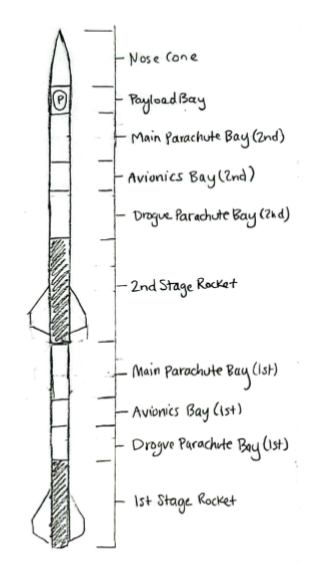 Nose Cone
P
Payload Bay
Main Parachute Bay (2nd)
Avionics Bay (2nd)
Drogue Parachute Bay (2nd)
2nd Stage Rocket
Main Parachute Bay (1st)
Avionics Bay (1st)
Drogue Parachute Bay (1st)
1st Stage Rocket